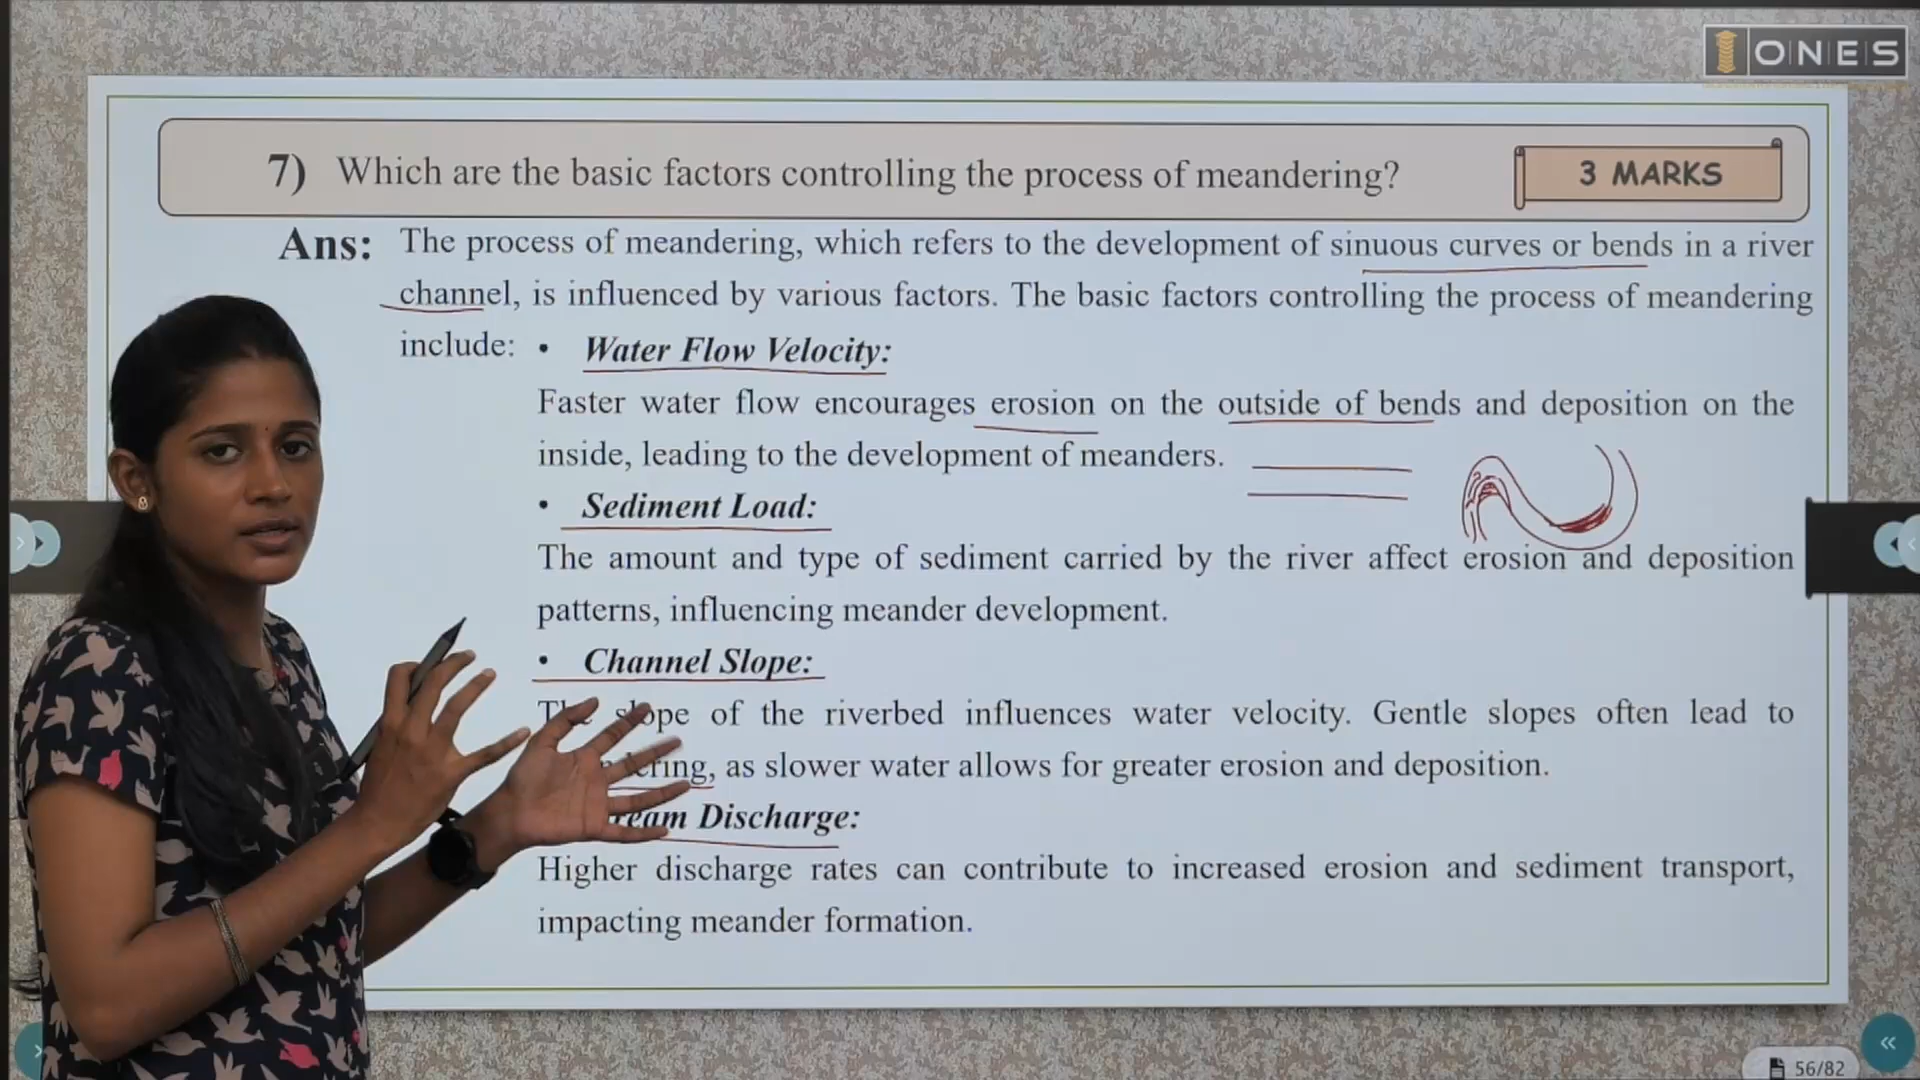 ONES
7) Which are the basic factors controlling the process of meandering?
3 MARKS
Ans: The process of meandering, which refers to the development of sinuous curves or bends in a river
channel, is influenced by various factors. The basic factors controlling the process of meandering
include: • Water Flow Velocity:
Faster water flow encourages erosion on the outside of bends and deposition on the
inside, leading to the development of meanders.
• Sediment Load:
The amount and type of sediment carried by the river affect erosion and deposition
patterns, influencing meander development.
• Channel Slope:
The slope of the riverbed influences water velocity. Gentle slopes often lead to
as slower water allows for greater erosion and deposition.
Discharge:
Higher discharge rates can contribute to increased erosion and sediment transport,
impacting meander formation.
56/82